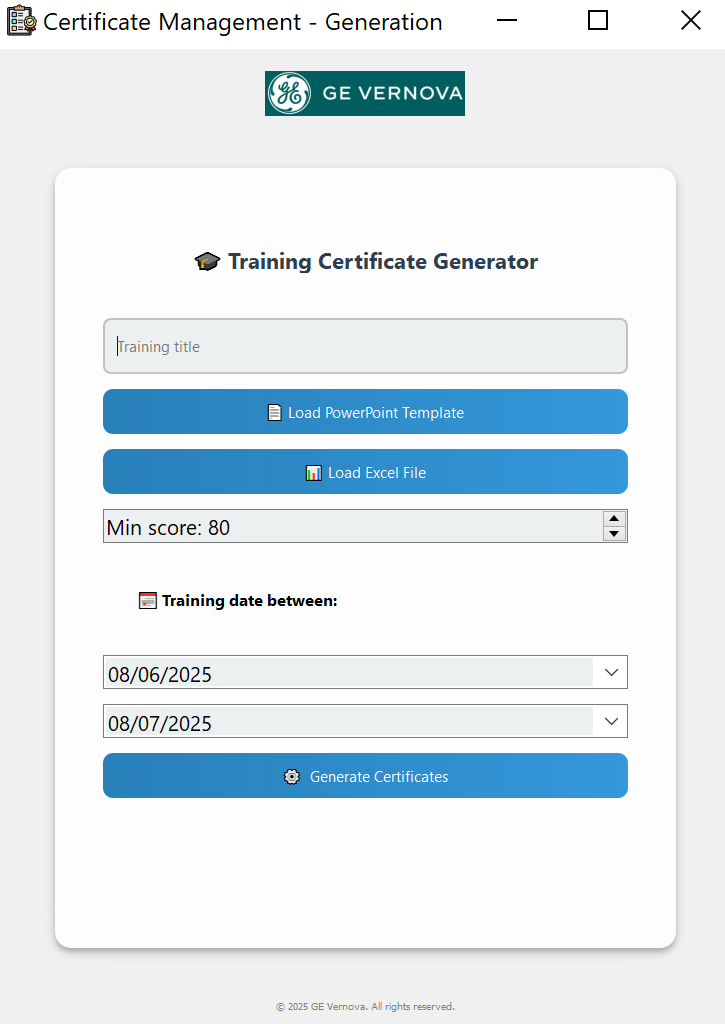 Certificate Management - Generation
GE VERNOVA
Training Certificate Generator
Training title
Load PowerPoint Template
Load Excel File
Min score: 80
Training date between:
08/06/2025
08/07/2025
Generate Certificates
© 2025 GE Vernova. All rights reserved.